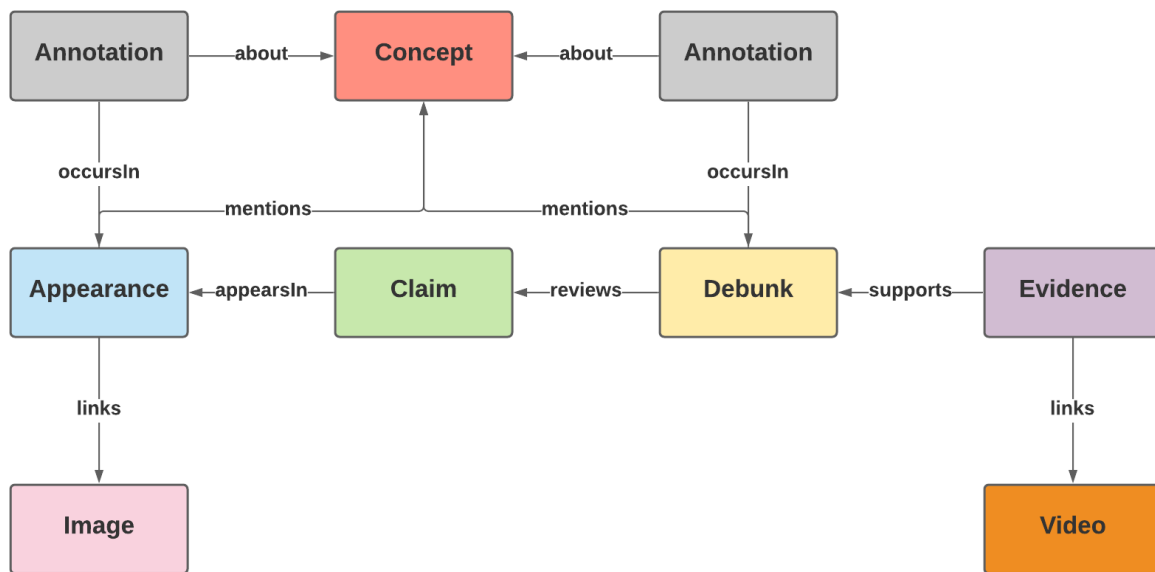 Annotation
about
Concept
about
Annotation
occursIn
occursIn
mentions
mentions
Appearance
appearsIn
Claim
reviews
Debunk
supports
Evidence
links
links
Image
Video